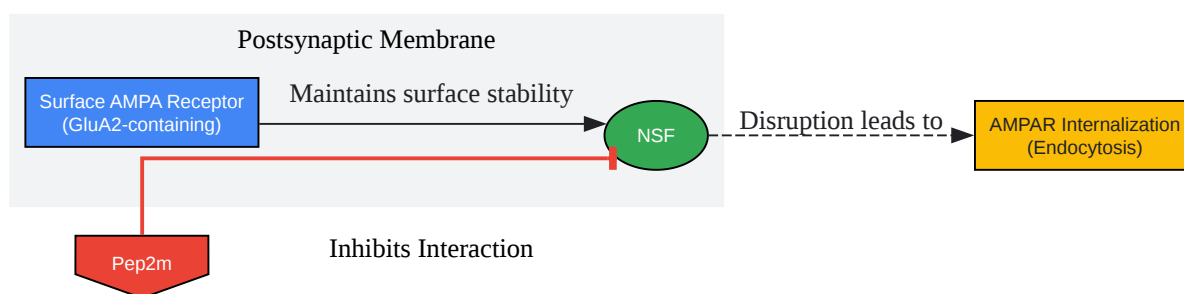 Postsynaptic Membrane
Surface AMPA Receptor
(GluA2-containing)
Maintains surface stability
NSF
Disruption leads to
AMPAR Internalization
(Endocytosis)
Pep2m
Inhibits Interaction